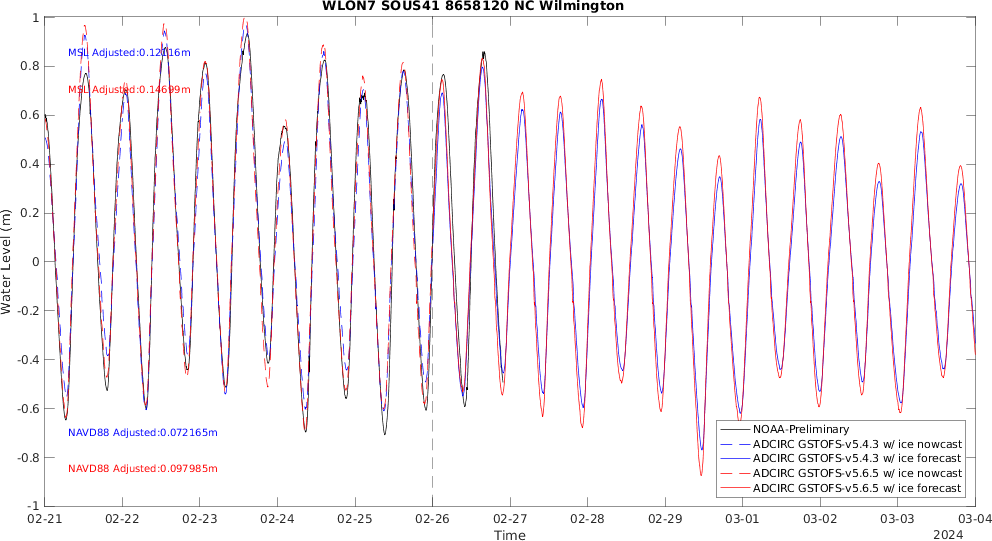 WLON7 SOUS41 8658120 NC Wilmington
1
0.8
0.6
0.4
0.2
0
-0.2
-0.4
-0.6
-0.8
-1
Water Level (m)
MSL Adjusted:0.12116m
MSL Adjusted:0.14699m
NAVD88 Adjusted:0.072165m
NAVD88 Adjusted:0.097985m
NOAA-Preliminary
ADCIRC GSTOFS-v5.4.3 w/ ice nowcast
ADCIRC GSTOFS-v5.4.3 w/ ice forecast
ADCIRC GSTOFS-v5.6.5 w/ ice nowcast
ADCIRC GSTOFS-v5.6.5 w/ ice forecast
02-21 02-22 02-23 02-24 02-25 02-26 02-27 02-28 02-29 03-01 03-02 03-03 03-04
Time
2024